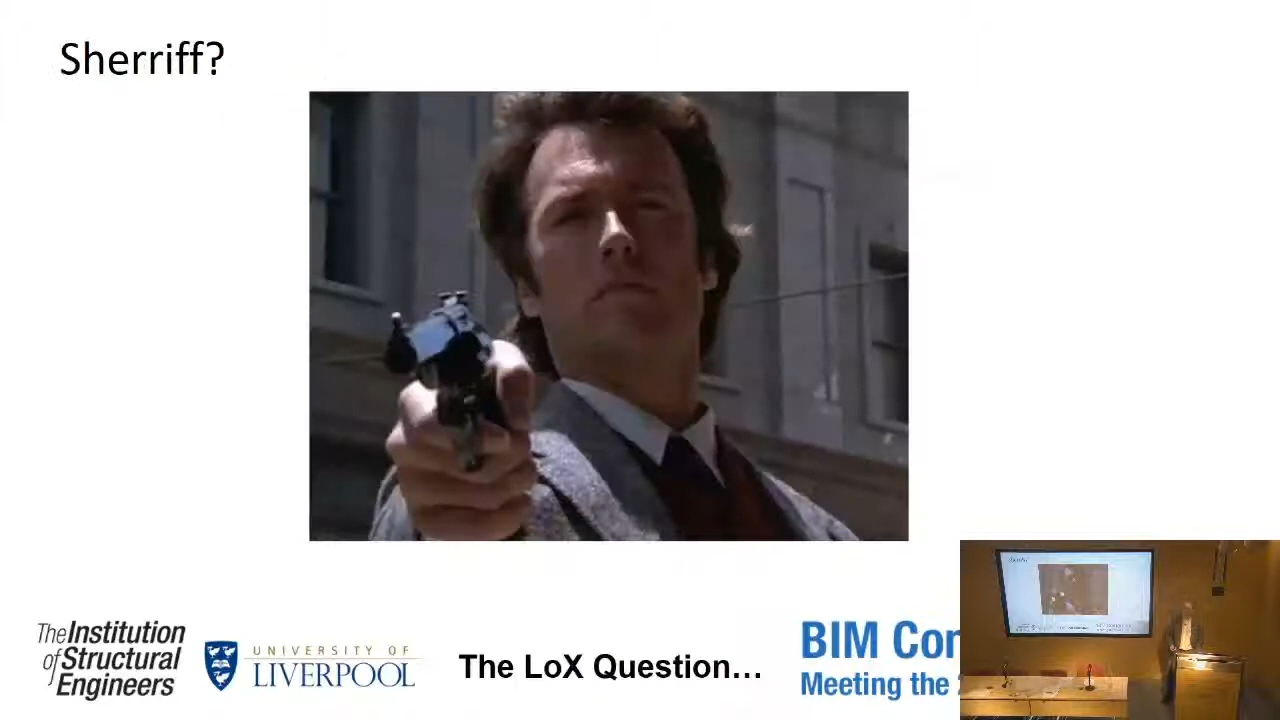 Sherriff?
The Institution
of Structural
Engineers
UNIVERSITY OF
LIVERPOOL
The LoX Question...
BIM Con
Meeting the